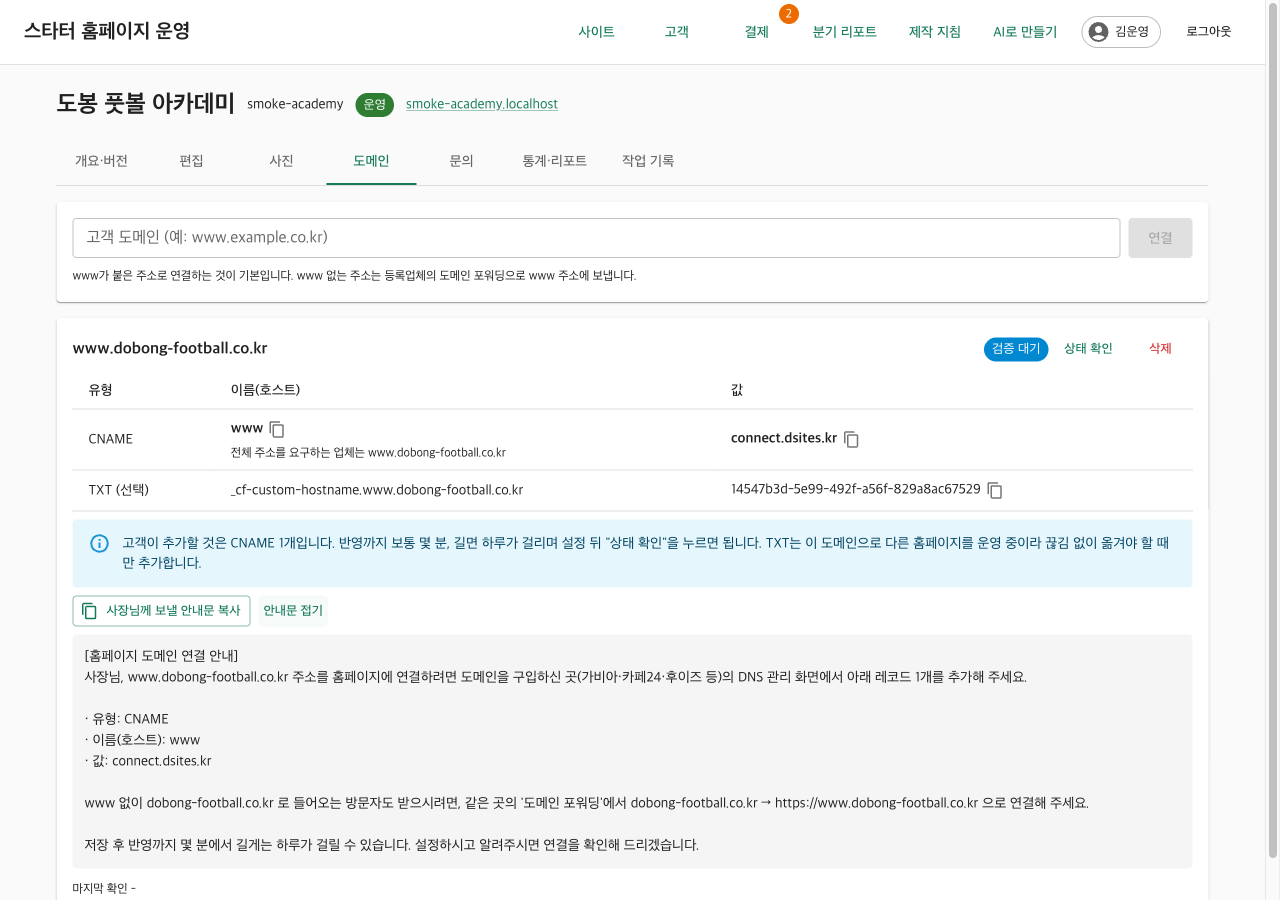 스타터 홈페이지 운영
사이트
고객
결제
2
분기 리포트
제작 지침
AI로 만들기
김운영
로그아웃
도봉 풋볼 아카데미
smoke-academy
운영
smoke-academy.localhost
개요·버전
편집
사진
도메인
문의
통계·리포트
작업 기록
고객 도메인 (예: www.example.co.kr)
연결
www가 붙은 주소로 연결하는 것이 기본입니다. www 없는 주소는 등록업체의 도메인 포워딩으로 www 주소에 보냅니다.
www.dobong-football.co.kr
검증 대기
상태 확인
삭제
유형
이름(호스트)
값
CNAME
www
전체 주소를 요구하는 업체는 www.dobong-football.co.kr
connect.dsites.kr
TXT (선택)
_cf-custom-hostname.www.dobong-football.co.kr
14547b3d-5e99-492f-a56f-829a8ac67529
고객이 추가할 것은 CNAME 1개입니다. 반영까지 보통 몇 분, 길면 하루가 걸리며 설정 뒤 "상태 확인"을 누르면 됩니다. TXT는 이 도메인으로 다른 홈페이지를 운영 중이라 끊김 없이 옮겨야 할 때
만 추가합니다.
사장님께 보낼 안내문 복사
안내문 접기
[홈페이지 도메인 연결 안내]
사장님, www.dobong-football.co.kr 주소를 홈페이지에 연결하려면 도메인을 구입하신 곳(가비아·카페24·후이즈 등)의 DNS 관리 화면에서 아래 레코드 1개를 추가해 주세요.
· 유형: CNAME
· 이름(호스트): www
· 값: connect.dsites.kr
www 없이 dobong-football.co.kr 로 들어오는 방문자도 받으시려면, 같은 곳의 '도메인 포워딩'에서 dobong-football.co.kr → https://www.dobong-football.co.kr 으로 연결해 주세요.
저장 후 반영까지 몇 분에서 길게는 하루가 걸릴 수 있습니다. 설정하시고 알려주시면 연결을 확인해 드리겠습니다.
마지막 확인 -